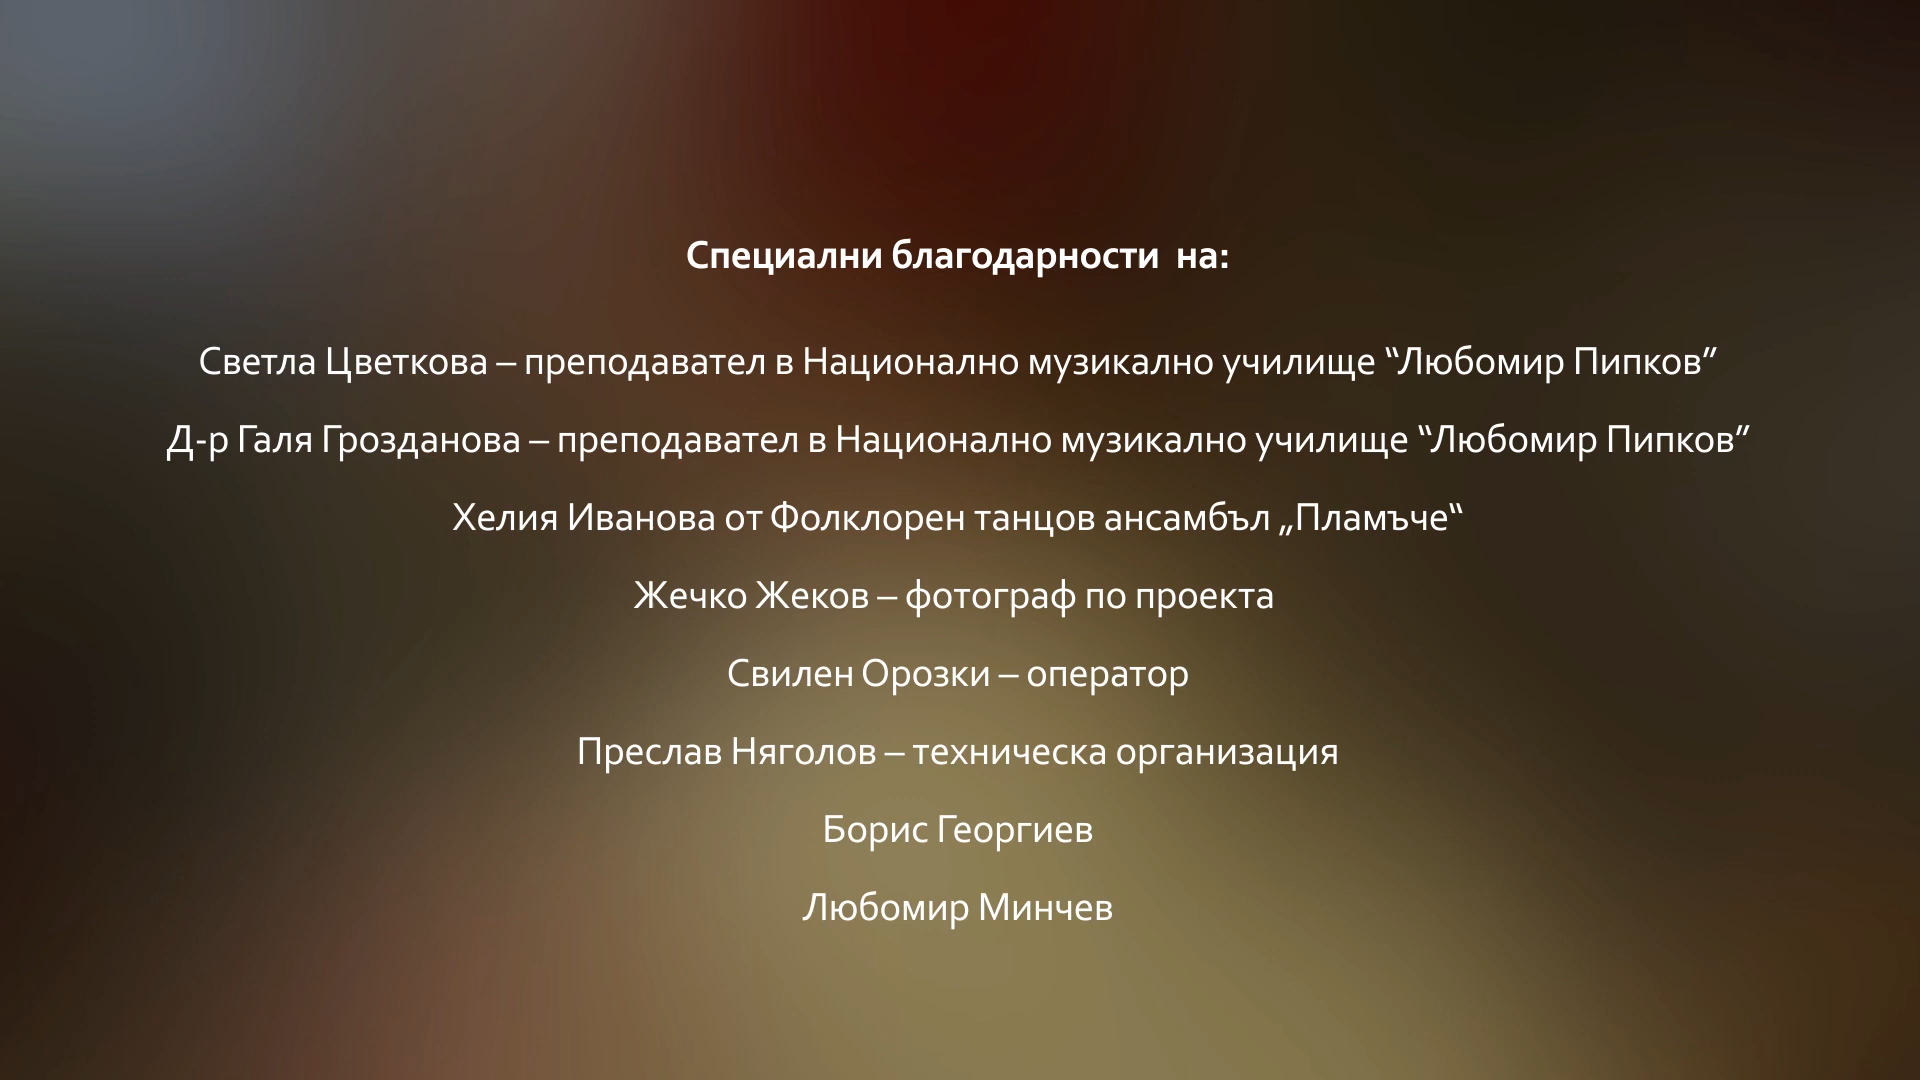 Специални благодарности  на:
Светла Цветкова – преподавател в Национално музикално училище “Любомир Пипков”
Д-р Галя Грозданова – преподавател в Национално музикално училище “Любомир Пипков”
Хелия Иванова от Фолклорен танцов ансамбъл „Пламъче“
Жечко Жеков – фотограф по проекта
Свилен Орозки – оператор
Преслав Няголов – техническа организация
Борис Георгиев
Любомир Минчев